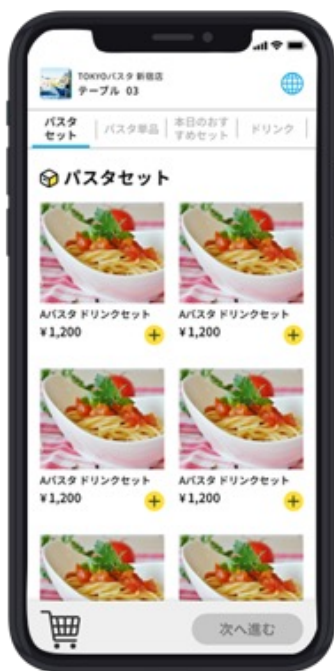 TOKYOパスタ 新宿店
テーブル 03
パスタ
セット
パスタ単品
本日のおす
すめセット
ドリンク
パスタセット
Aパスタ ドリンクセット
¥1,200
Aパスタ ドリンクセット
¥1,200
Aパスタ ドリンクセット
¥1,200
Aパスタ ドリンクセット
¥1,200
次へ進む